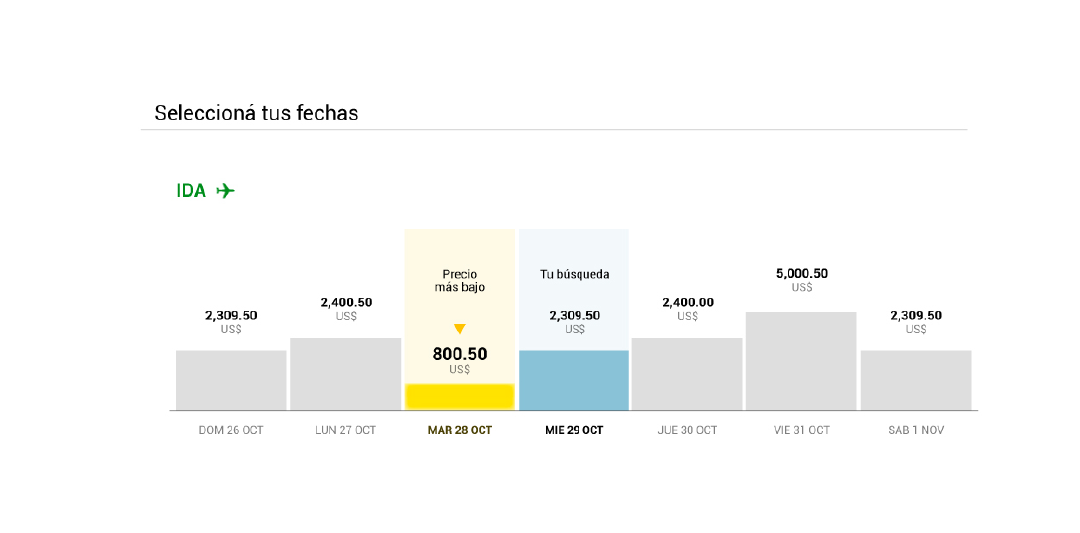 Seleccioná tus fechas
IDA
2,309.50
US$
2,400.50
US$
Precio
más bajo
800.50
US$
Tu búsqueda
2,309.50
US$
2,400.00
US$
5,000.50
US$
2,309.50
US$
DOM 26 OCT
LUN 27 OCT
MAR 28 OCT
MIE 29 OCT
JUE 30 OCT
VIE 31 OCT
SAB 1 NOV